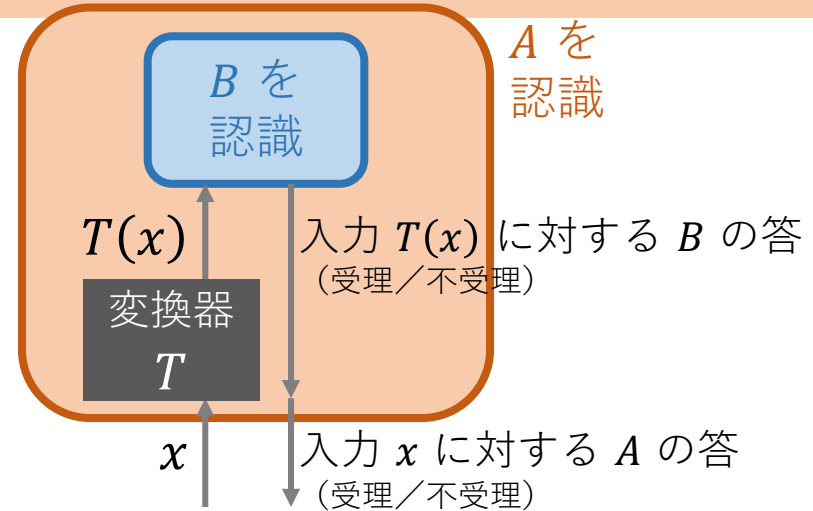 A を
認識
B を
認識
T(x)
入力 T(x) に対する B の答
（受理／不受理）
変換器
T
x
入力 x に対する A の答
（受理／不受理）